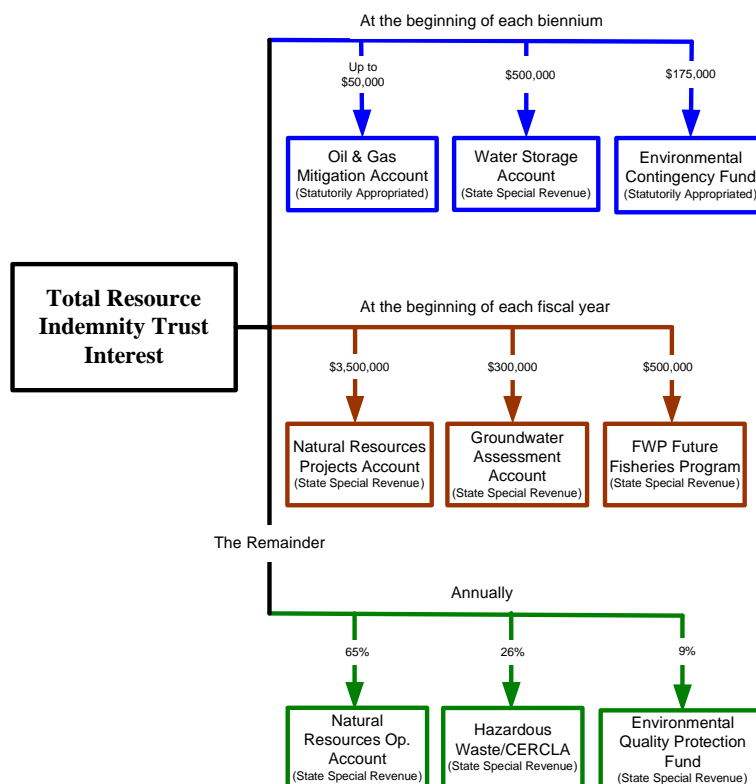 At the beginning of each biennium
Up to
$50,000
$500,000
$175,000
Oil & Gas
Mitigation Account
(Statutorily Appropriated)
Water Storage
Account
(State Special Revenue)
Environmental
Contingency Fund
(Statutorily Appropriated)
Total Resource
Indemnity Trust
Interest
At the beginning of each fiscal year
$3,500,000
$300,000
$500,000
Natural Resources
Projects Account
(State Special Revenue)
Groundwater
Assessment
Account
(State Special Revenue)
FWP Future
Fisheries Program
(State Special Revenue)
The Remainder
Annually
65%
26%
9%
Natural
Resources Op.
Account
(State Special Revenue)
Hazardous
Waste/CERCLA
(State Special Revenue)
Environmental
Quality Protection
Fund
(State Special Revenue)